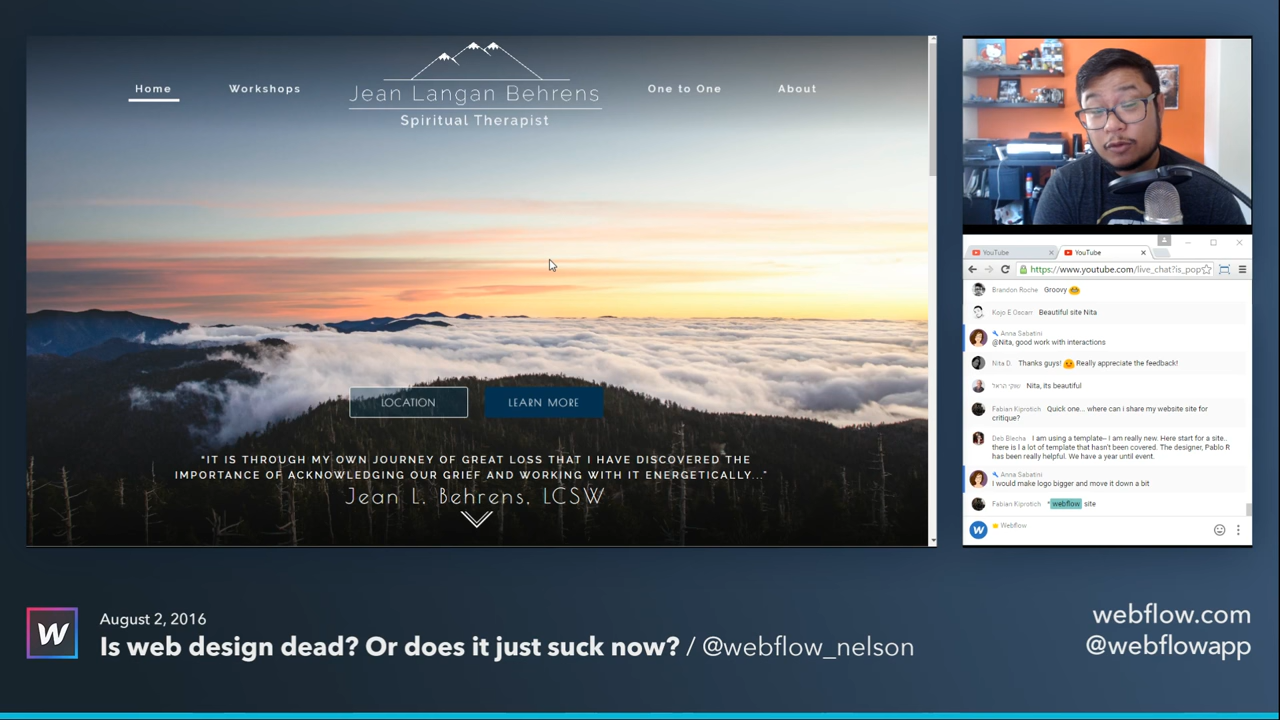 Home
Workshops
Jean Langan Behrens
Spiritual Therapist
One to One
About
LOCATION
LEARN MORE
"IT IS THROUGH MY OWN JOURNEY OF GREAT LOSS THAT I HAVE DISCOVERED THE
IMPORTANCE OF ACKNOWLEDGING OUR GRIEF AND WORKING WITH IT ENERGETICALLY..."
Jean L. Behrens, LCSW
YouTube
YouTube
https://www.youtube.com/live_chat?is_pop
Brandon Roche Groovy
Kojo E Oscarr Beautiful site Nita
Anna Sabatini
@Nita, good work with interactions
Nita D. Thanks guys! Really appreciate the feedback!
Nita, its beautiful
Fabian Kiprotich Quick one... where can i share my website site for
critique?
Deb Blecha I am using a template-- I am really new. Here start for a site..
there is l a lot of template that hasn't been covered. The designer, Pablo R
has been really helpful. We have a year until event.
Anna Sabatini
I would make logo bigger and move it down a bit
Fabian Kiprotich *webflow site
Webflow
August 2, 2016
Is web design dead? Or does it just suck now? / @webflow_nelson
webflow.com
@webflowapp